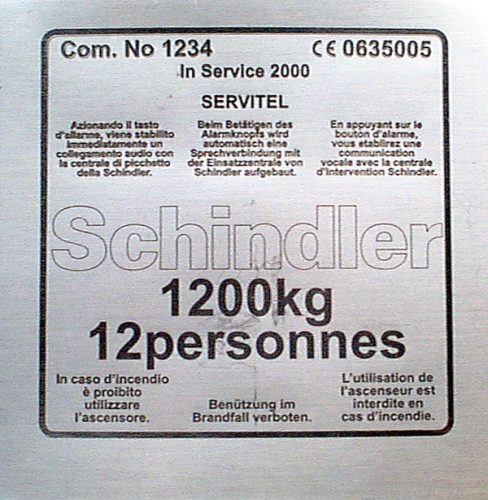 Com. No 1234
CE 0635005
In Service 2000
SERVITEL
Azionando il tasto
d'allarme, viene stabilito
immediatamente un
collegamento audio con
la centrale di picchetto
della Schindler.
Beim Betätigen des
Alarmknopfs wird
automatisch eine
Sprechverbindung mit
der Einsatzzentrale von
Schindler aufgebaut.
En appuyant sur le
bouton d'alarme,
vous etablirez une
communication
vocale avec la centrale
d'intervention Schindler.
Schindler
1200kg
12personnes
In caso d'incendio
è proibito
utilizzare
l'ascensore.
Benützung im
Brandfall verboten.
L'utilisation de
l'ascenseur est
interdite en
cas d'incendie.